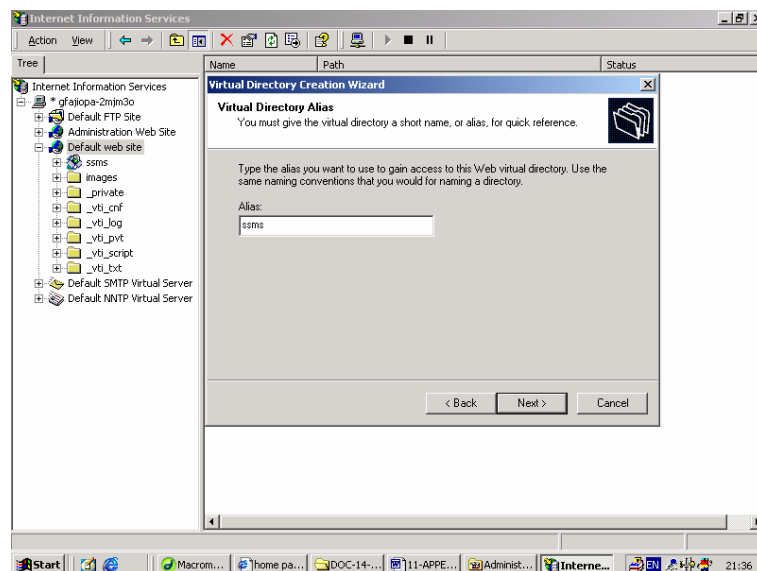 Internet Information Services
Action View
Tree
Name Path Status
Internet Information Services
* gfajiopa-2mjm3o
Default FTP Site
Administration Web Site
Default web site
ssms
images
_private
_vti_cnf
_vti_log
_vti_pvt
_vti_script
_vti_txt
Default SMTP Virtual Server
Default NNTP Virtual Server
Virtual Directory Creation Wizard
Virtual Directory Alias
You must give the virtual directory a short name, or alias, for quick reference.
Type the alias you want to use to gain access to this Web virtual directory. Use the
same naming conventions that you would for naming a directory.
Alias:
ssms
< Back Next > Cancel
Start Macrom... home pa... DOC-14-... 11-APPE... Administ... Interne... EN 21:36